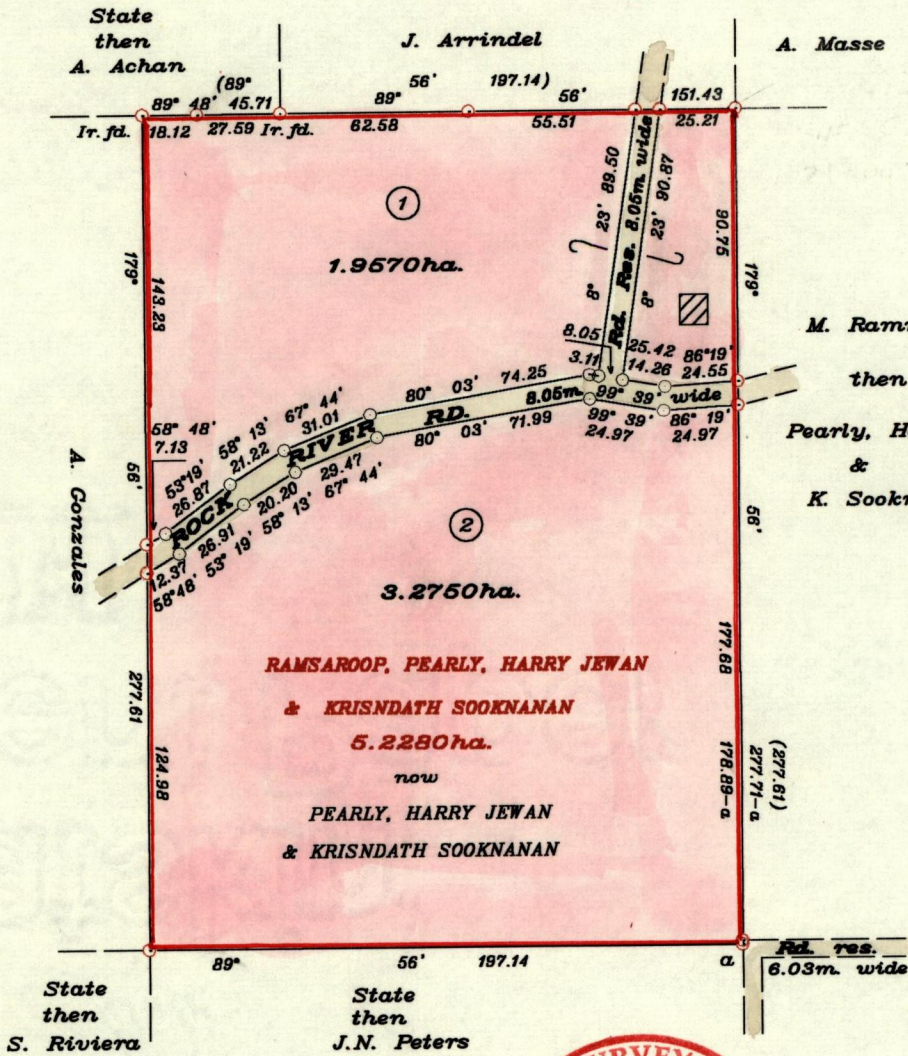 State
then
A. Achan
J. Arrindel
A. Masse
(89° 56' 197.14)
89° 48' 45.71
89° 56'
151.43
Ir. fd.
18.12
27.59
Ir. fd.
62.58
55.51
25.21
1
1.9570ha.
23' 89.50
8°
Rd. Res. 8.05m. wide
23' 90.87
8°
90.75
179°
143.23
179°
M. Ram
then
Pearly, H
&
K. Sookn
8.05
3.11
25.42
86°19'
14.26
24.55
99° 39'
wide
80° 03' 74.25
8.05m.
ROCK RIVER RD.
99° 39'
24.97
86° 19'
24.97
80° 03' 71.99
67° 44'
31.01
58° 13'
21.22
53°19'
26.87
58° 48'
7.13
67° 44'
29.47
58° 13'
20.20
53° 19'
26.91
58°48'
12.37
56'
A. Gonzales
2
3.2750ha.
56'
RAMSAROOP, PEARLY, HARRY JEWAN
& KRISNDATH SOOKNANAN
5.2280ha.
now
PEARLY, HARRY JEWAN
& KRISNDATH SOOKNANAN
277.61
124.98
177.68
178.89-a
277.71-a
(277.61)
89° 56' 197.14
a
Rd. res.
6.03m. wide
State
then
S. Riviera
State
then
J.N. Peters
SURVEY